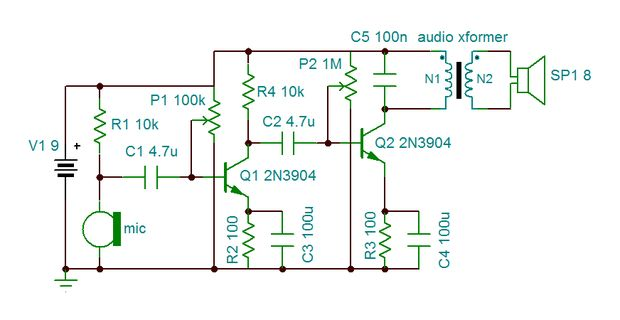 C5 100n audio xformer
P2 1M
N1
N2
SP1 8
P1 100k
R4 10k
R1 10k
C2 4.7u
V1 9
+
C1 4.7u
Q2 2N3904
Q1 2N3904
mic
R2 100
C3 100u
R3 100
C4 100u